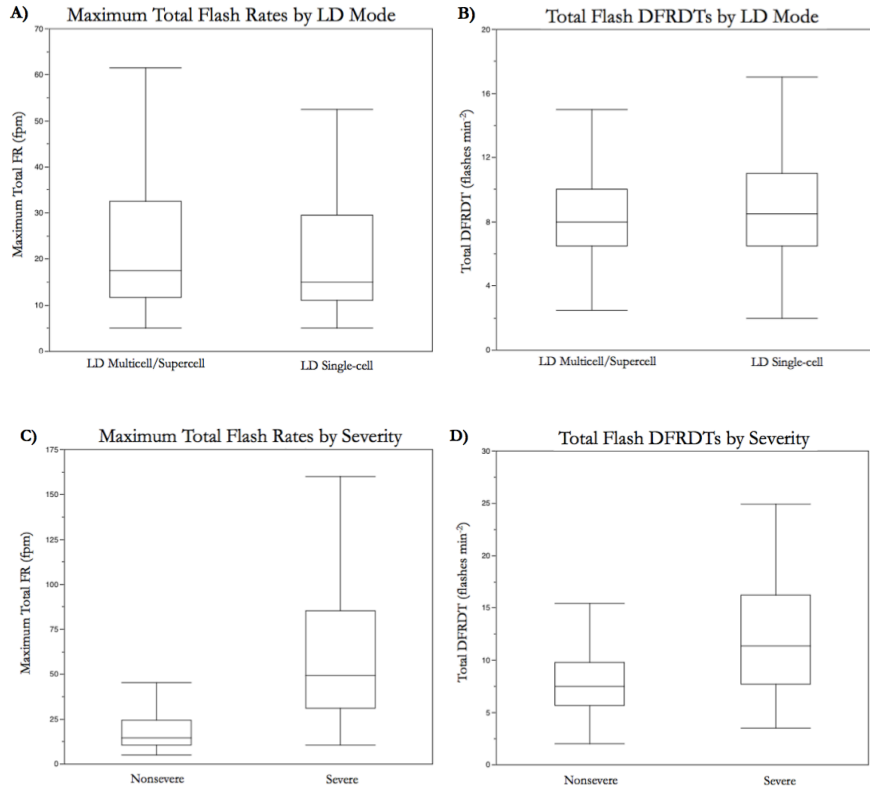 A) Maximum Total Flash Rates by LD Mode
Maximum Total FR (fpm)
70
60
50
40
30
20
10
0
LD Multicell/Supercell LD Single-cell
B) Total Flash DFRDTs by LD Mode
Total DFRDT (flashes min⁻²)
20
16
12
8
4
0
LD Multicell/Supercell LD Single-cell
C) Maximum Total Flash Rates by Severity
Maximum Total FR (fpm)
175
150
125
100
75
50
25
0
Nonsevere Severe
D) Total Flash DFRDTs by Severity
Total DFRDT (flashes min⁻²)
30
25
20
15
10
5
0
Nonsevere Severe